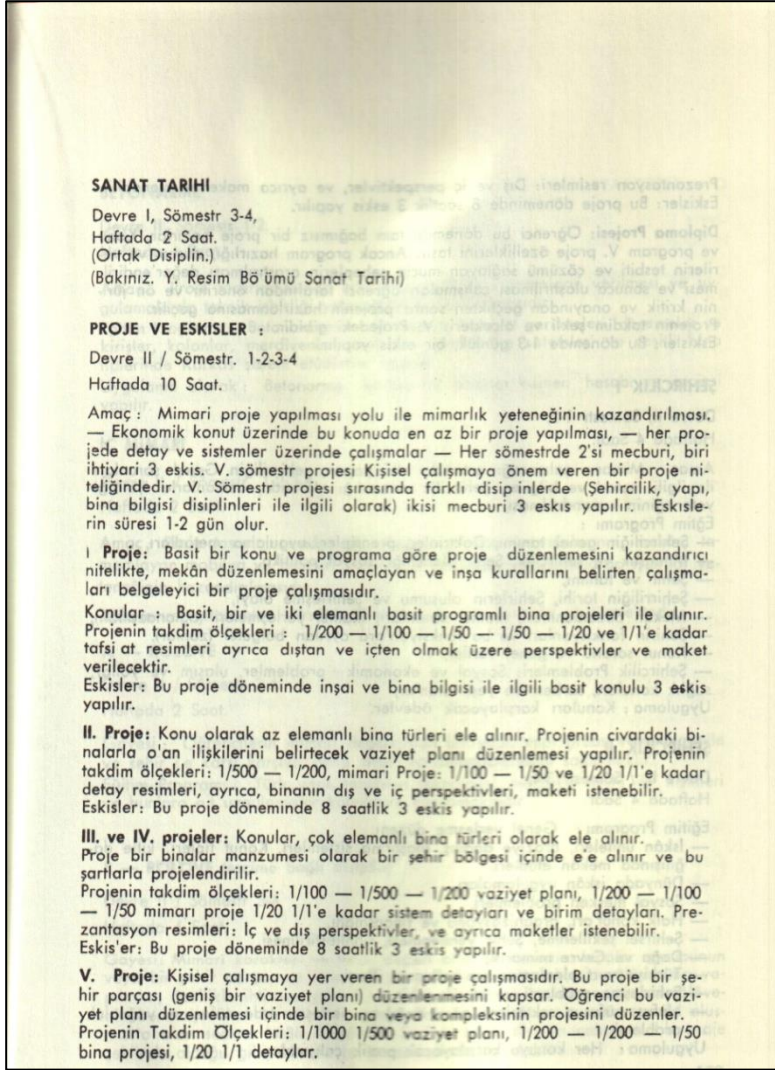 SANAT TARIHI
Devre I, Sömestr 3-4,
Haftada 2 Saat.
(Ortak Disiplin.)
(Bakınız. Y. Resim Bö ümü Sanat Tarihi)
PROJE VE ESKISLER :
Devre II / Sömestr. 1-2-3-4
Haftada 10 Saat.
Amaç : Mimari proje yapılması yolu ile mimarlık yeteneğinin kazandırılması.
— Ekonomik konut üzerinde bu konuda en az bir proje yapılması, — her pro-
jede detay ve sistemler üzerinde çalışmalar — Her sömestrde 2'si mecburi, biri
ihtiyari 3 eskis. V. sömestr projesi Kişisel çalışmaya önem veren bir proje ni-
teliğindedir. V. Sömestr projesi sırasında farklı disip inlerde (Şehircilik, yapı,
bina bilgisi disiplinleri ile ilgili olarak) ikisi mecburi 3 eskis yapılır. Eskisle-
rin süresi 1-2 gün olur.
I Proje: Basit bir konu ve programa göre proje düzenlemesini kazandırıcı
nitelikte, mekân düzenlemesini amaçlayan ve inşa kurallarını belirten çalışma-
ları belgeleyici bir proje çalışmasıdır.
Konular : Basit, bir ve iki elemanlı basit programlı bina projeleri ile alınır.
Projenin takdim ölçekleri : 1/200 — 1/100 — 1/50 — 1/50 — 1/20 ve 1/1'e kadar
tafsi at resimleri ayrıca dıştan ve içten olmak üzere perspektivler ve maket
verilecektir.
Eskisler: Bu proje döneminde inşai ve bina bilgisi ile ilgili basit konulu 3 eskis
yapılır.
II. Proje: Konu olarak az elemanlı bina türleri ele alınır. Projenin civardaki bi-
nalarla o'an ilişkilerini belirtecek vaziyet planı düzenlemesi yapılır. Projenin
takdim ölçekleri: 1/500 — 1/200, mimari Proje: 1/100 — 1/50 ve 1/20 1/1'e kadar
detay resimleri, ayrıca, binanın dış ve iç perspektivleri, maketi istenebilir.
Eskisler: Bu proje döneminde 8 saatlik 3 eskis yapılır.
III. ve IV. projeler: Konular, çok elemanlı bina türleri olarak ele alınır.
Proje bir binalar manzumesi olarak bir şehir bölgesi içinde e'e alınır ve bu
şartlarla projelendirilir.
Projenin takdim ölçekleri: 1/100 — 1/500 — 1/200 vaziyet planı, 1/200 — 1/100
— 1/50 mimarı proje 1/20 1/1'e kadar sistem detayları ve birim detayları. Pre-
zantasyon resimleri: Iç ve dış perspektivler, ve ayrıca maketler istenebilir.
Eskis'er: Bu proje döneminde 8 saatlik 3 eskis yapılır.
V. Proje: Kişisel çalışmaya yer veren bir proje çalışmasıdır. Bu proje bir şe-
hir parçası (geniş bir vaziyet planı) düzenlenmesini kapsar. Öğrenci bu vazi-
yet planı düzenlemesi içinde bir bina veya kompleksinin projesini düzenler.
Projenin Takdim Ölçekleri: 1/1000 1/500 vaziyet planı, 1/200 — 1/200 — 1/50
bina projesi, 1/20 1/1 detaylar.